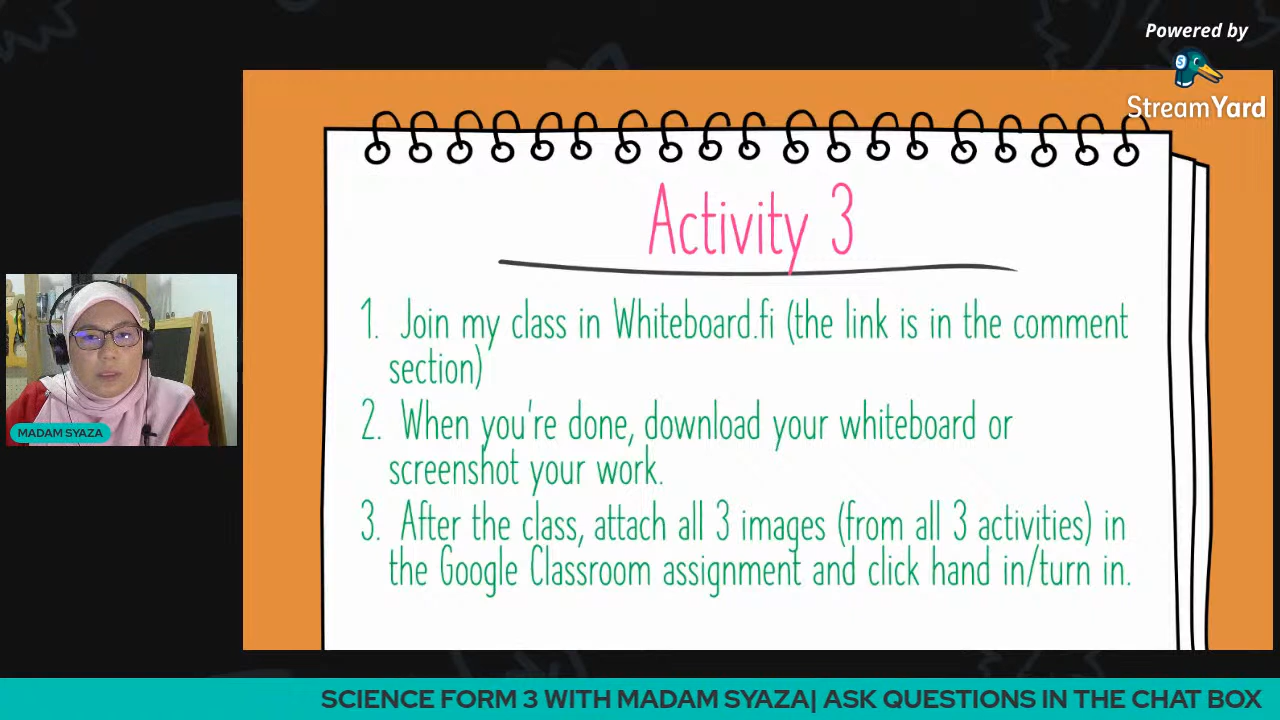 Powered by
StreamYard
Activity 3
1. Join my class in Whiteboard.fi (the link is in the comment
section)
2. When you're done, download your whiteboard or
screenshot your work.
3. After the class, attach all 3 images (from all 3 activities) in
the Google Classroom assignment and click hand in/turn in.
MADAM SYAZA
SCIENCE FORM 3 WITH MADAM SYAZA| ASK QUESTIONS IN THE CHAT BOX